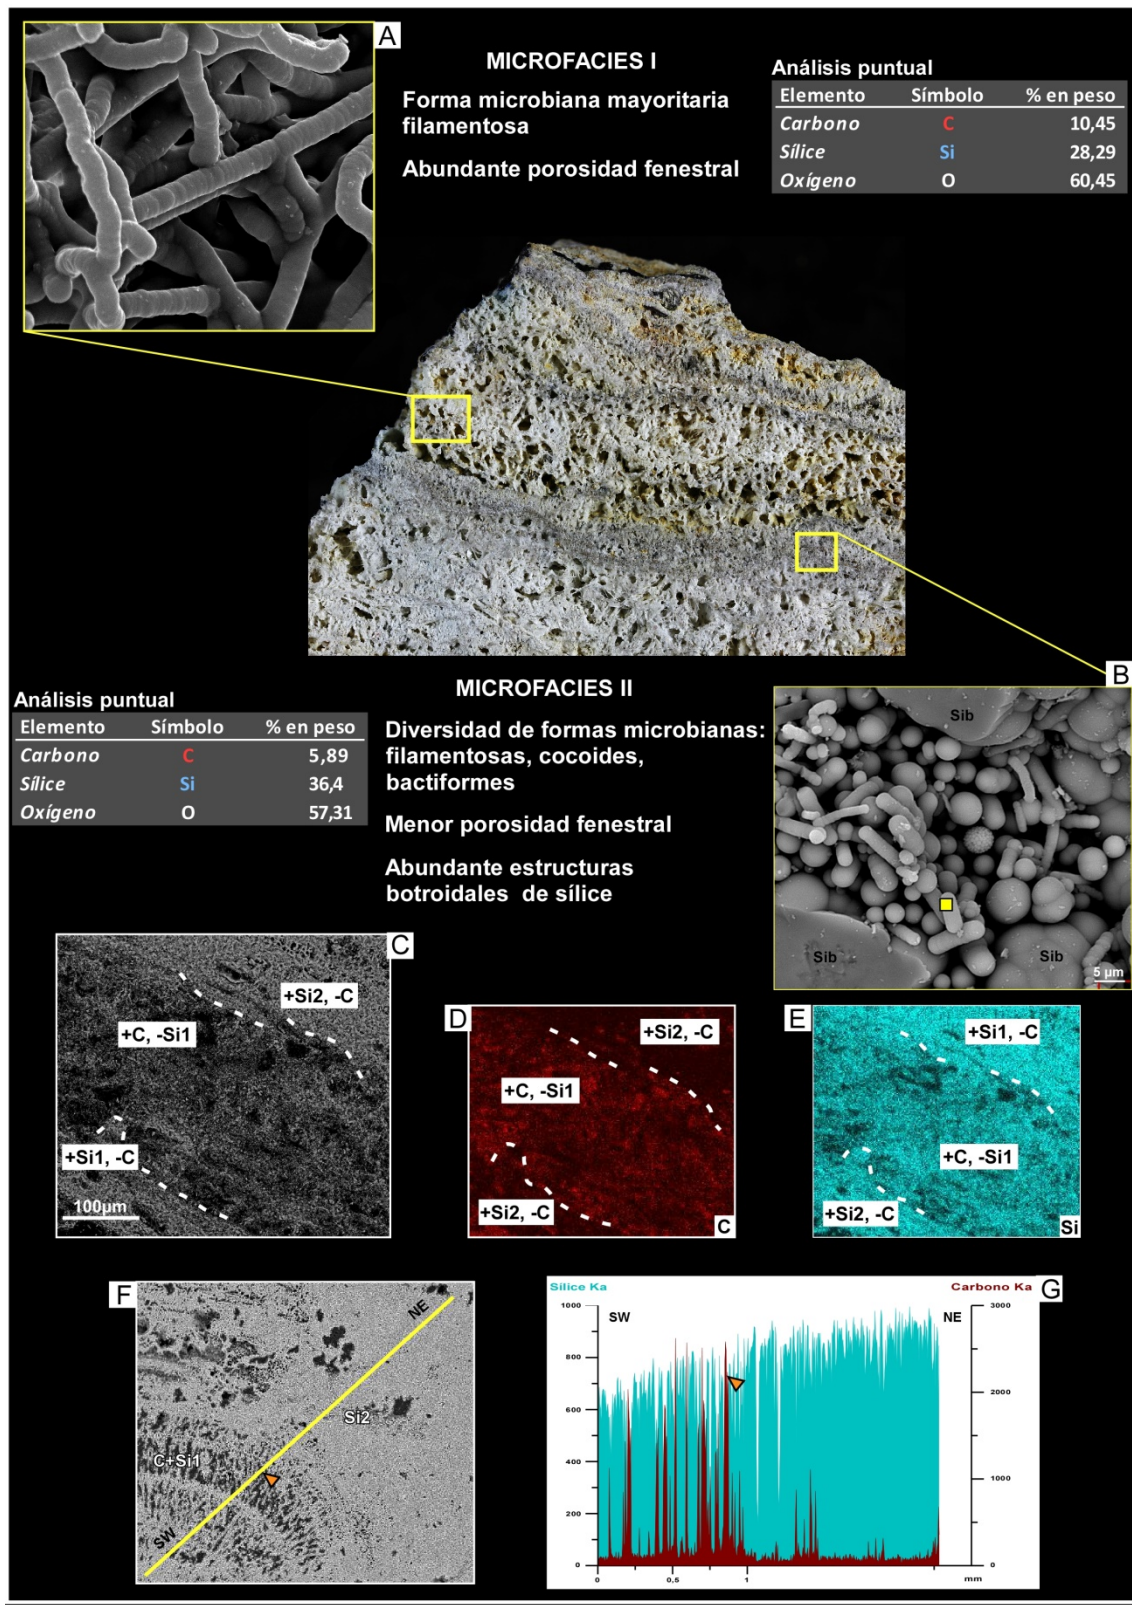 A
MICROFACIES I
Forma microbiana mayoritaria
filamentosa
Abundante porosidad fenestral
Análisis puntual
Elemento Símbolo % en peso
Carbono C 10,45
Sílice Si 28,29
Oxígeno O 60,45
B
MICROFACIES II
Análisis puntual
Elemento Símbolo % en peso
Carbono C 5,89
Sílice Si 36,4
Oxígeno O 57,31
Diversidad de formas microbianas:
filamentosas, cocoides,
bactiformes
Menor porosidad fenestral
Abundante estructuras
botroidales de sílice
Sib
Sib
Sib
5 µm
C
+Si2, -C
+C, -Si1
+Si1, -C
100µm
D
+Si2, -C
+C, -Si1
+Si2, -C
C
E
+Si1, -C
+C, -Si1
+Si2, -C
Si
F
NE
Si2
C+Si1
SW
Sílice Ka
Carbono Ka
G
SW
NE
1000
800
600
400
200
0
3000
2000
1000
0
0
0,5
1
mm